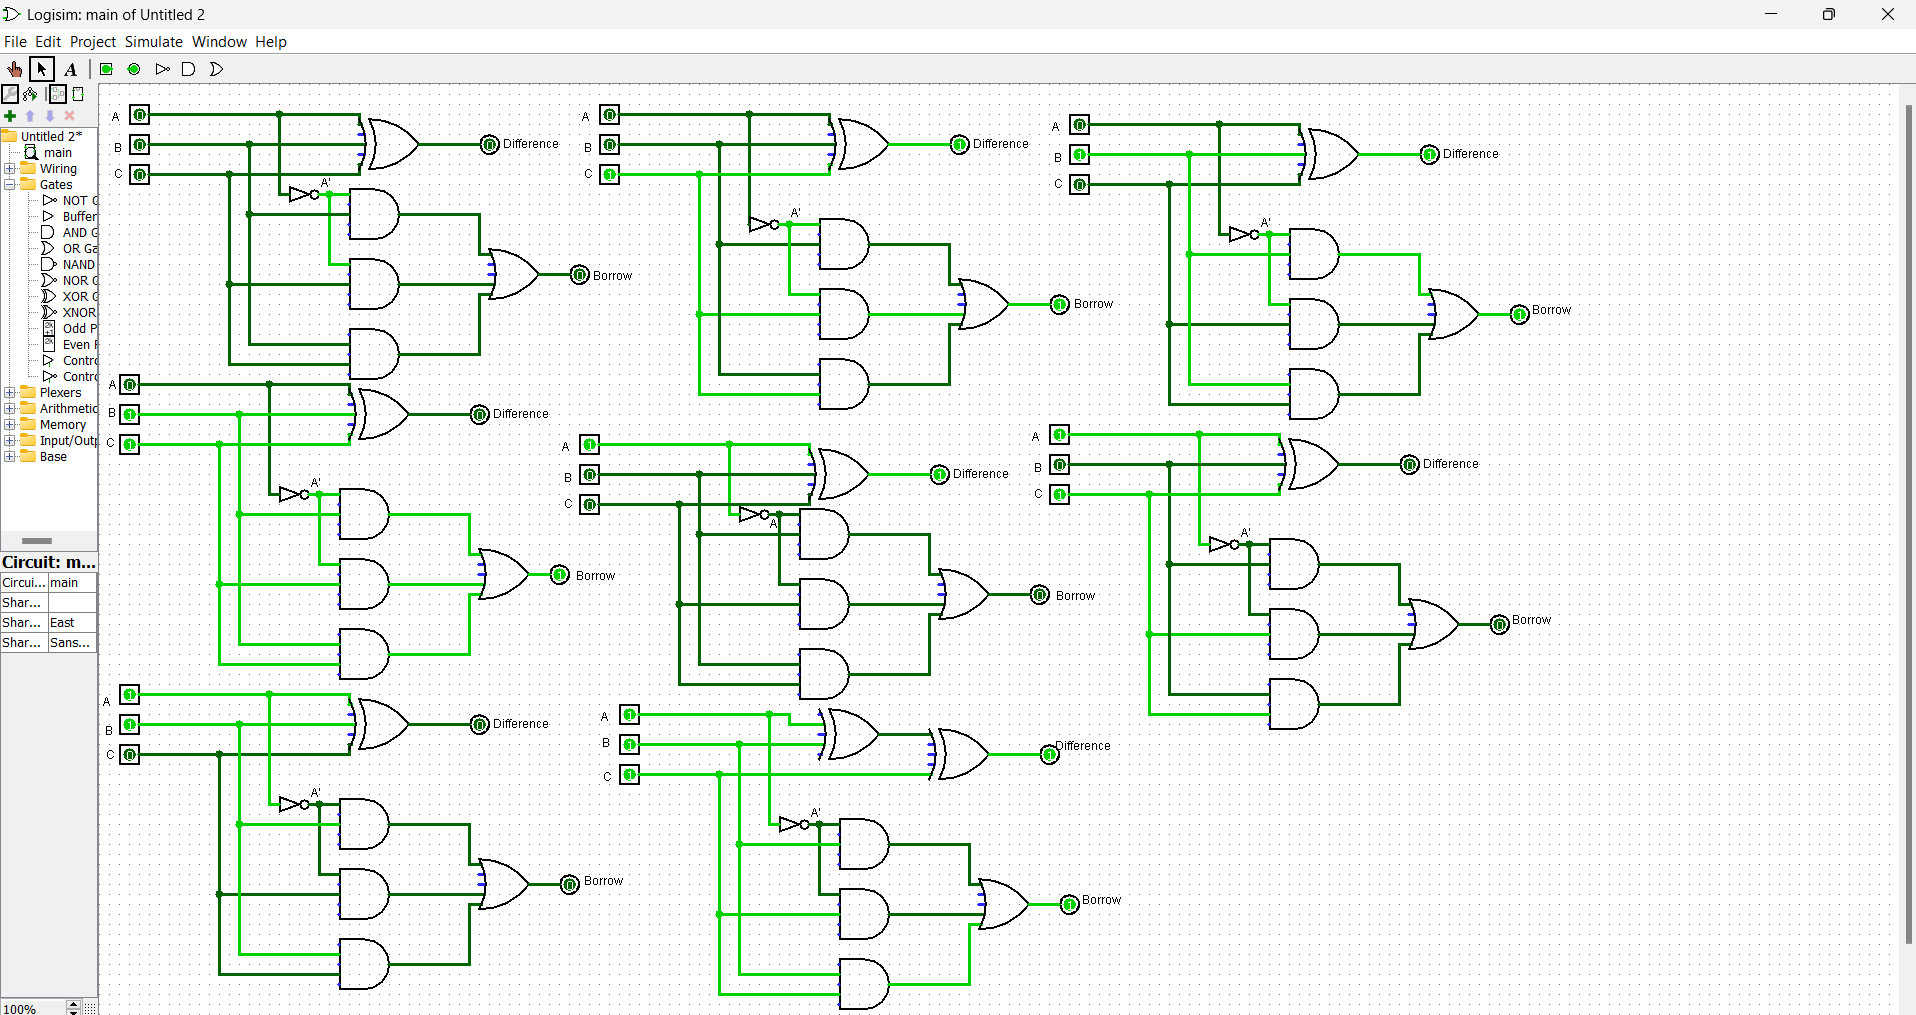 Logisim: main of Untitled 2
File Edit Project Simulate Window Help
A
Untitled 2*
main
Wiring
Gates
NOT G
Buffer
AND G
OR Ga
NAND
NOR G
XOR G
XNOR
Odd P
Even P
Contro
Contro
Plexers
Arithmetic
Memory
Input/Outp
Base
Circuit: m...
Circui... main
Shar...
Shar... East
Shar... Sans...
100%
A 0
B 0
C 0
A'
0 Difference
0 Borrow
A 0
B 0
C 1
A'
1 Difference
1 Borrow
A 0
B 1
C 0
A'
1 Difference
1 Borrow
A 0
B 1
C 1
A'
0 Difference
1 Borrow
A 1
B 0
C 0
A'
1 Difference
0 Borrow
A 1
B 0
C 1
A'
0 Difference
0 Borrow
A 1
B 1
C 0
A'
0 Difference
0 Borrow
A 1
B 1
C 1
A'
1 Difference
1 Borrow